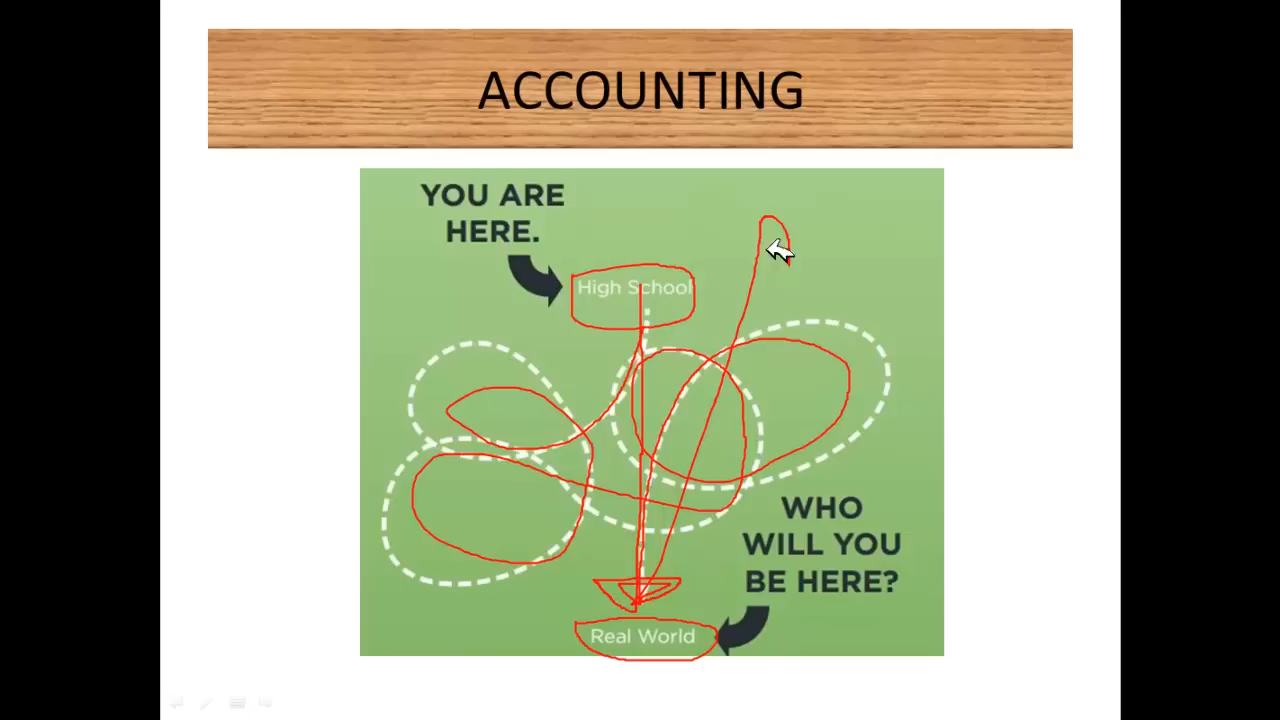 ACCOUNTING
YOU ARE
HERE.
High School
WHO
WILL YOU
BE HERE?
Real World